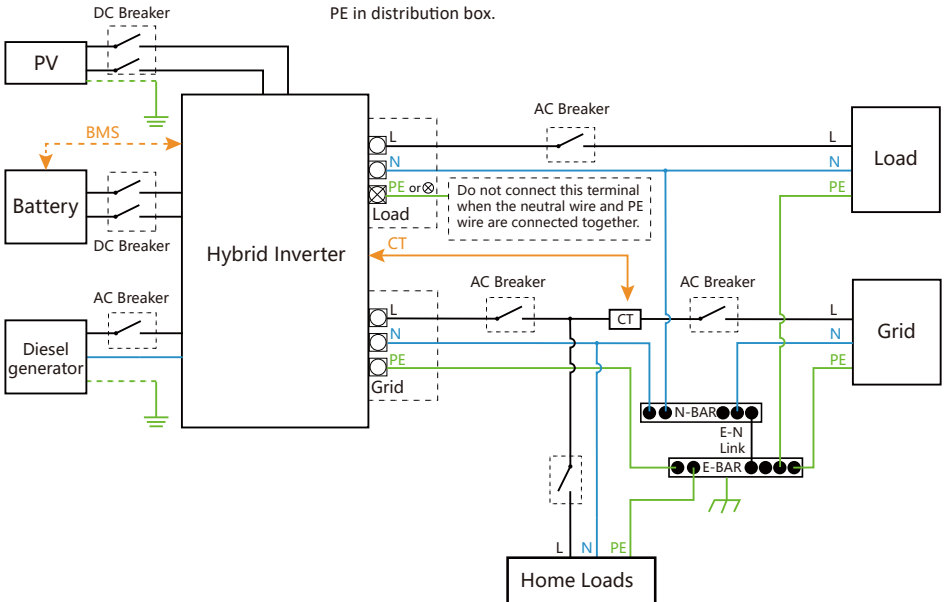 PE in distribution box.
DC Breaker
PV
BMS
Battery
DC Breaker
AC Breaker
Diesel
generator
Hybrid Inverter
L
N
PE or
Load
Do not connect this terminal
when the neutral wire and PE
wire are connected together.
CT
AC Breaker
L
N
PE
Load
L
N
PE
Grid
AC Breaker
CT
AC Breaker
L
N
PE
Grid
N-BAR
E-N
Link
E-BAR
L
N
PE
Home Loads